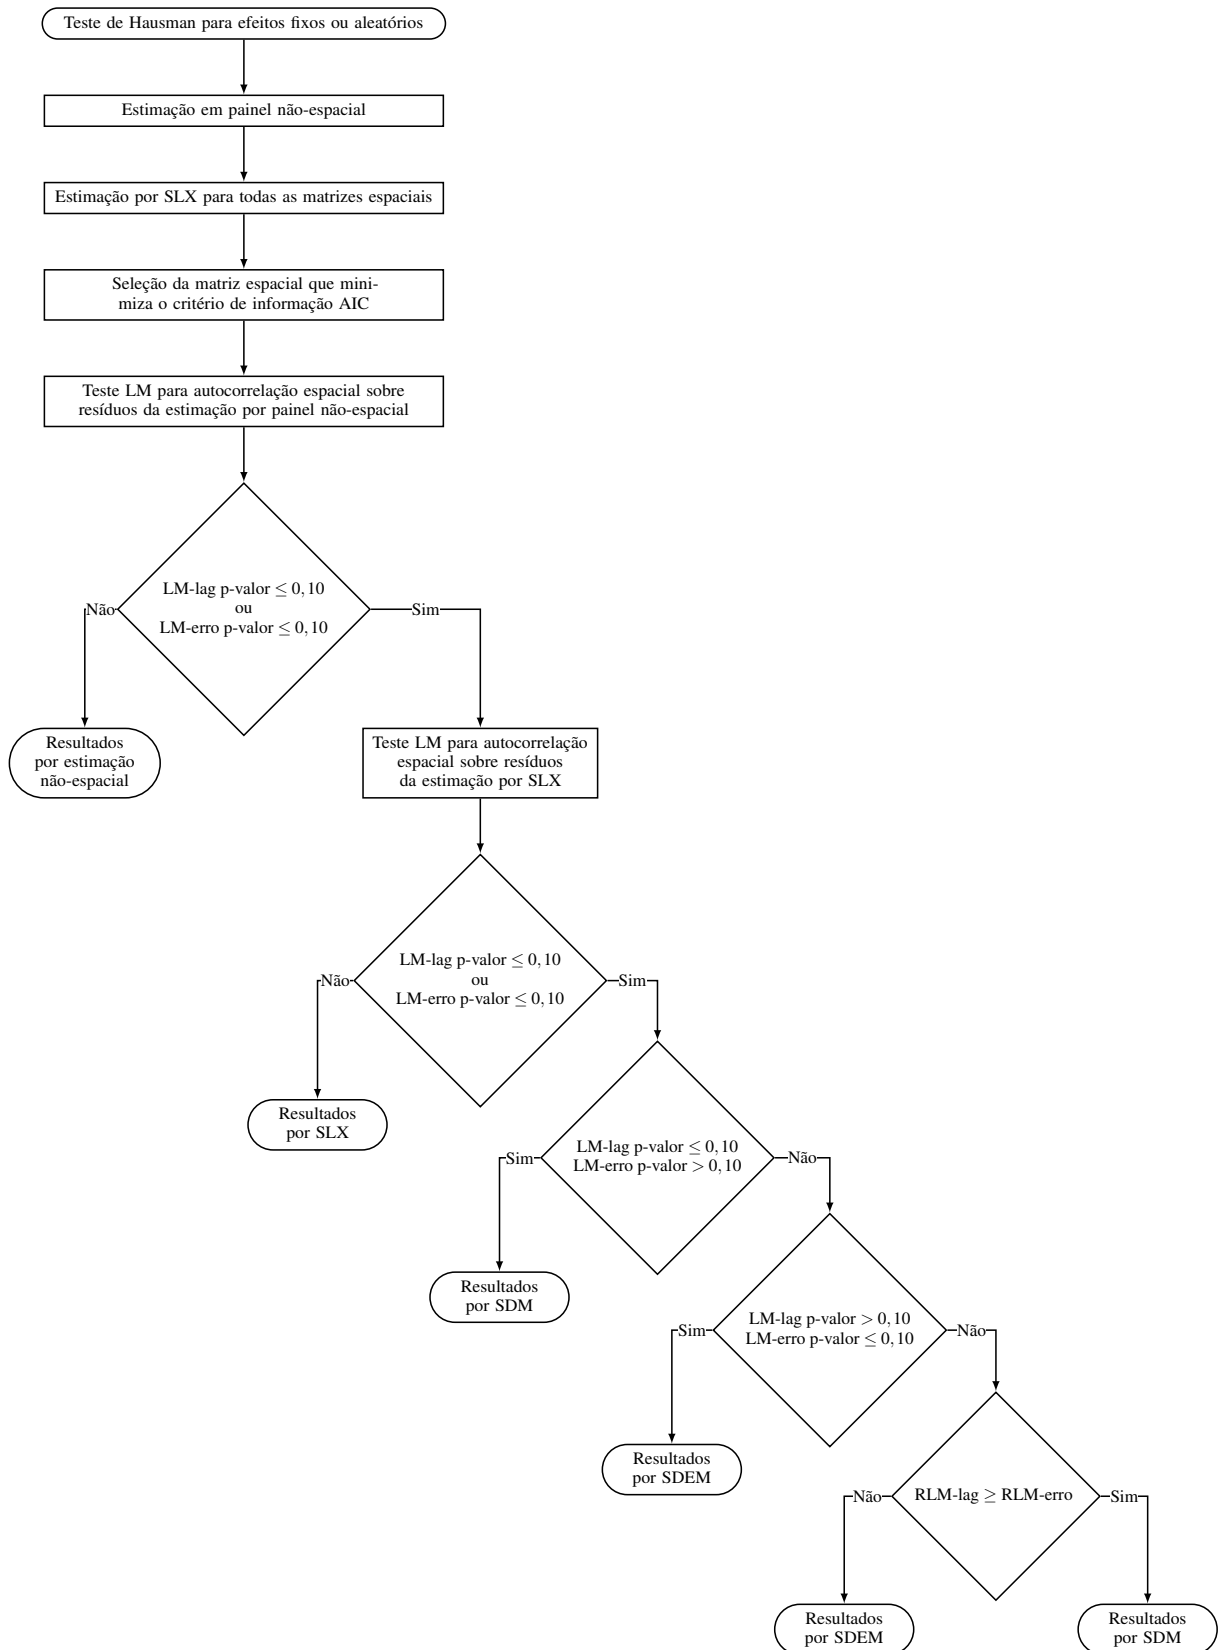 Teste de Hausman para efeitos fixos ou aleatórios
Estimação em painel não-espacial
Estimação por SLX para todas as matrizes espaciais
Seleção da matriz espacial que mini-
miza o critério de informação AIC
Teste LM para autocorrelação espacial sobre
resíduos da estimação por painel não-espacial
LM-lag p-valor ≤ 0,10
ou
LM-erro p-valor ≤ 0,10
Não
Sim
Resultados
por estimação
não-espacial
Teste LM para autocorrelação
espacial sobre resíduos
da estimação por SLX
LM-lag p-valor ≤ 0,10
ou
LM-erro p-valor ≤ 0,10
Não
Sim
Resultados
por SLX
LM-lag p-valor ≤ 0,10
LM-erro p-valor > 0,10
Sim
Não
Resultados
por SDM
LM-lag p-valor > 0,10
LM-erro p-valor ≤ 0,10
Sim
Não
Resultados
por SDEM
RLM-lag ≥ RLM-erro
Não
Sim
Resultados
por SDEM
Resultados
por SDM